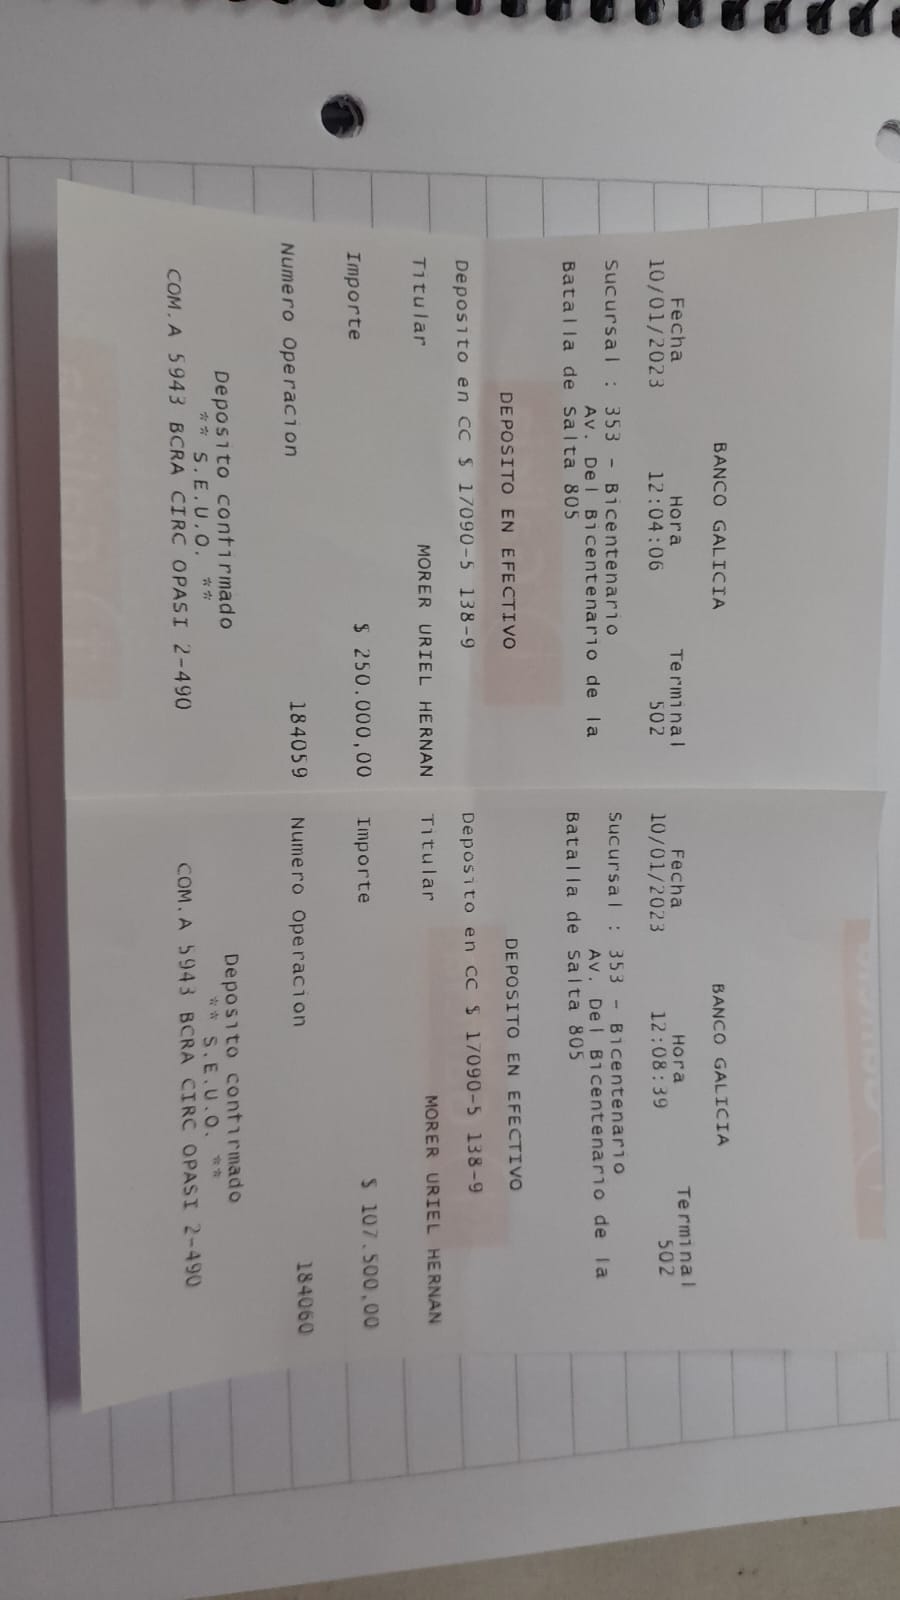 BANCO GALICIA
Fecha Hora Terminal
10/01/2023 12:04:06 502
Sucursal : 353 - Bicentenario
Av. Del Bicentenario de la
Batalla de Salta 805
DEPOSITO EN EFECTIVO
Deposito en CC $ 17090-5 138-9
Titular MORER URIEL HERNAN
Importe $ 250.000,00
Numero Operacion 184059
Deposito confirmado
** S.E.U.O. **
COM.A 5943 BCRA CIRC OPASI 2-490
BANCO GALICIA
Fecha Hora Terminal
10/01/2023 12:08:39 502
Sucursal : 353 - Bicentenario
Av. Del Bicentenario de la
Batalla de Salta 805
DEPOSITO EN EFECTIVO
Deposito en CC $ 17090-5 138-9
Titular MORER URIEL HERNAN
Importe $ 107.500,00
Numero Operacion 184060
Deposito confirmado
** S.E.U.O. **
COM.A 5943 BCRA CIRC OPASI 2-490